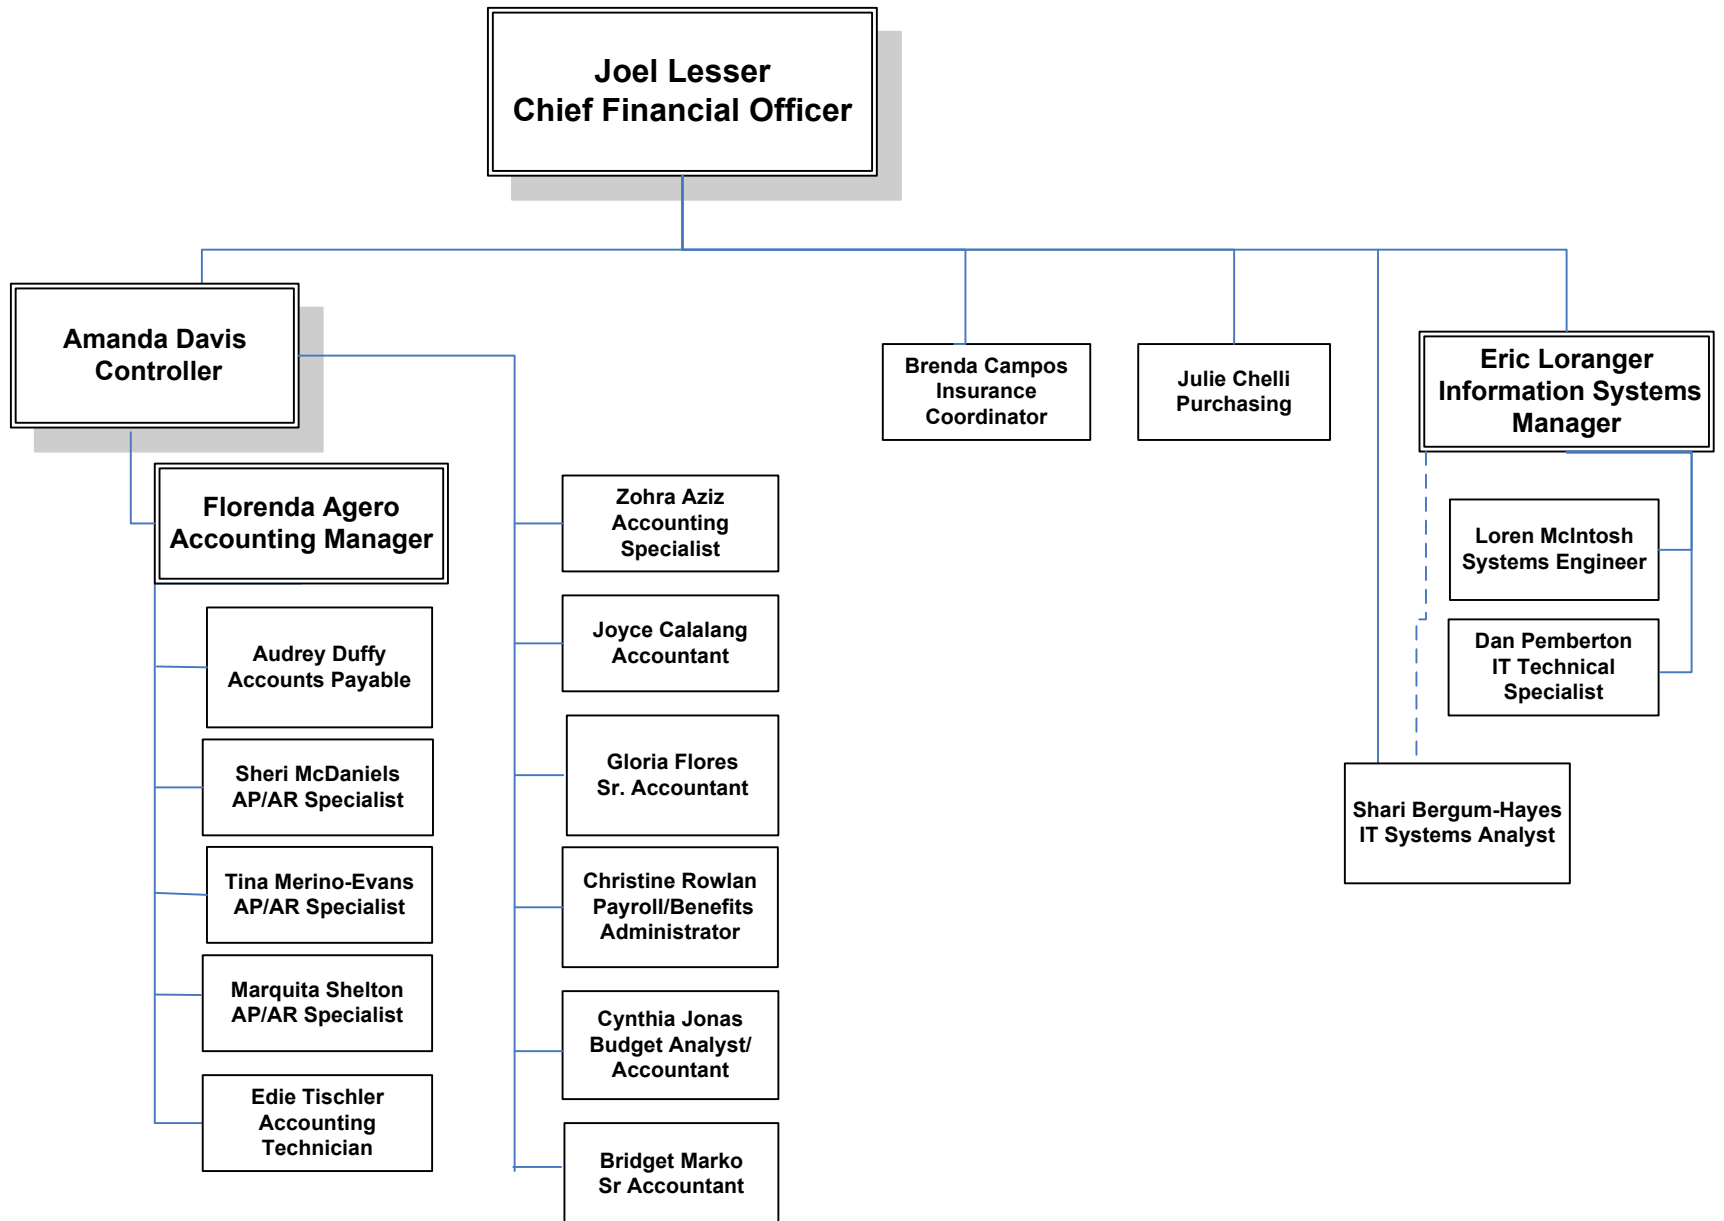 Joel Lesser
Chief Financial Officer
Amanda Davis
Controller
Brenda Campos
Insurance
Coordinator
Julie Chelli
Purchasing
Eric Loranger
Information Systems
Manager
Florenda Agero
Accounting Manager
Audrey Duffy
Accounts Payable
Sheri McDaniels
AP/AR Specialist
Tina Merino-Evans
AP/AR Specialist
Marquita Shelton
AP/AR Specialist
Edie Tischler
Accounting
Technician
Zohra Aziz
Accounting
Specialist
Joyce Calalang
Accountant
Gloria Flores
Sr. Accountant
Christine Rowlan
Payroll/Benefits
Administrator
Cynthia Jonas
Budget Analyst/
Accountant
Bridget Marko
Sr Accountant
Loren McIntosh
Systems Engineer
Dan Pemberton
IT Technical
Specialist
Shari Bergum-Hayes
IT Systems Analyst